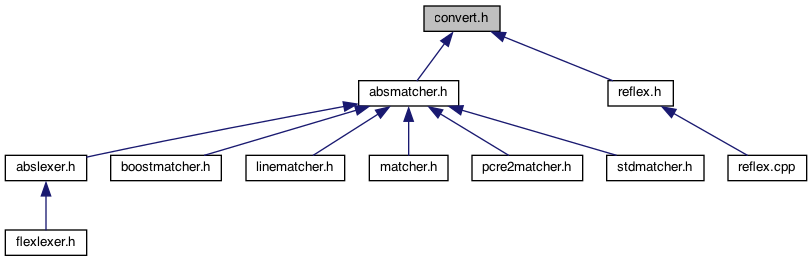 convert.h
absmatcher.h
reflex.h
abslexer.h
boostmatcher.h
linematcher.h
matcher.h
pcre2matcher.h
stdmatcher.h
reflex.cpp
flexlexer.h